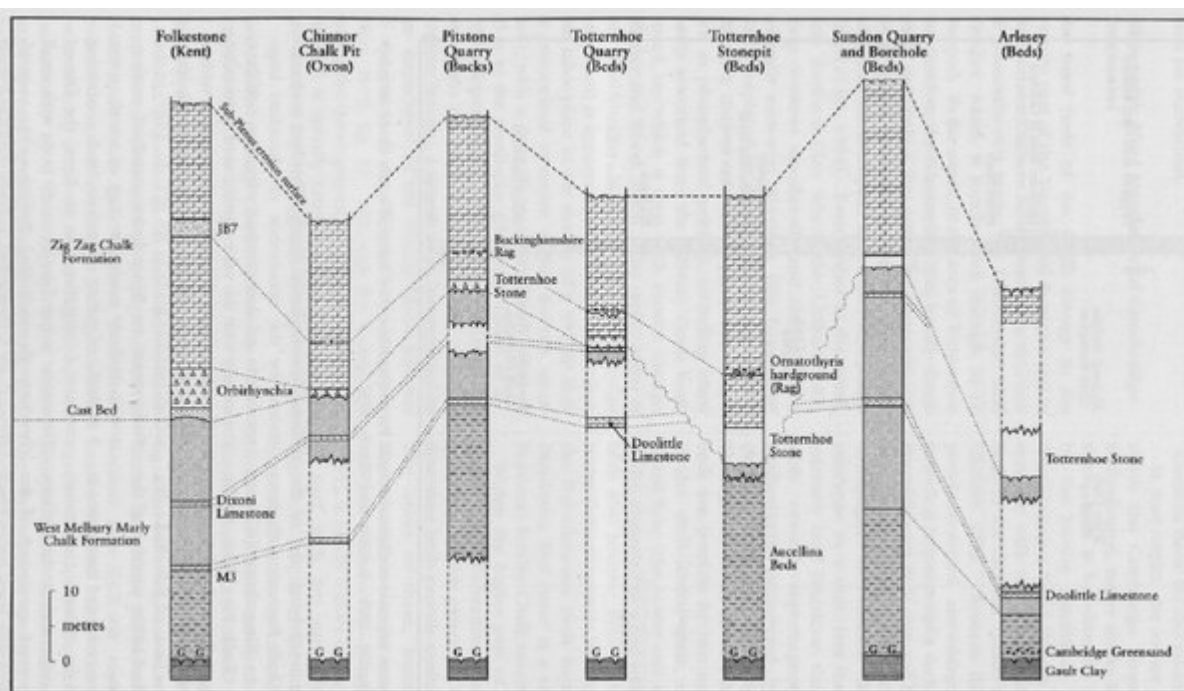 Folkestone
(Kent)
Chinnor
Chalk Pit
(Oxon)
Pitstone
Quarry
(Bucks)
Totternhoe
Quarry
(Beds)
Totternhoe
Stonepit
(Beds)
Sundon Quarry
and Borehole
(Beds)
Arlesey
(Beds)
Sub-Plenus erosion surface
JB7
Zig Zag Chalk
Formation
Buckinghamshire
Rag
Totternhoe
Stone
Orbirhynchia
Cast Bed
Ornatothyris
hardground
(Rag)
Totternhoe
Stone
Doolittle
Limestone
Totternhoe Stone
Dixoni
Limestone
West Melbury Marly
Chalk Formation
M3
Aucellina
Beds
Doolittle Limestone
10
metres
0
G G
G G
G G
G G
G G
G G
Cambridge Greensand
Gault Clay